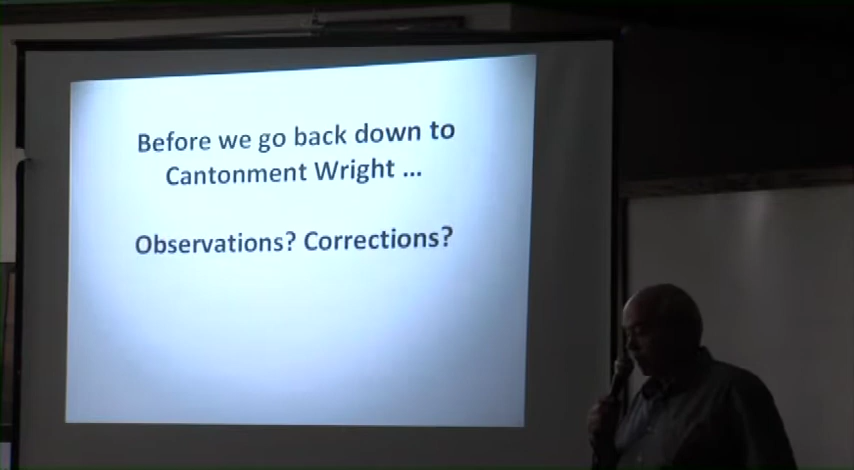 Before we go back down to
Cantonment Wright ...
Observations? Corrections?